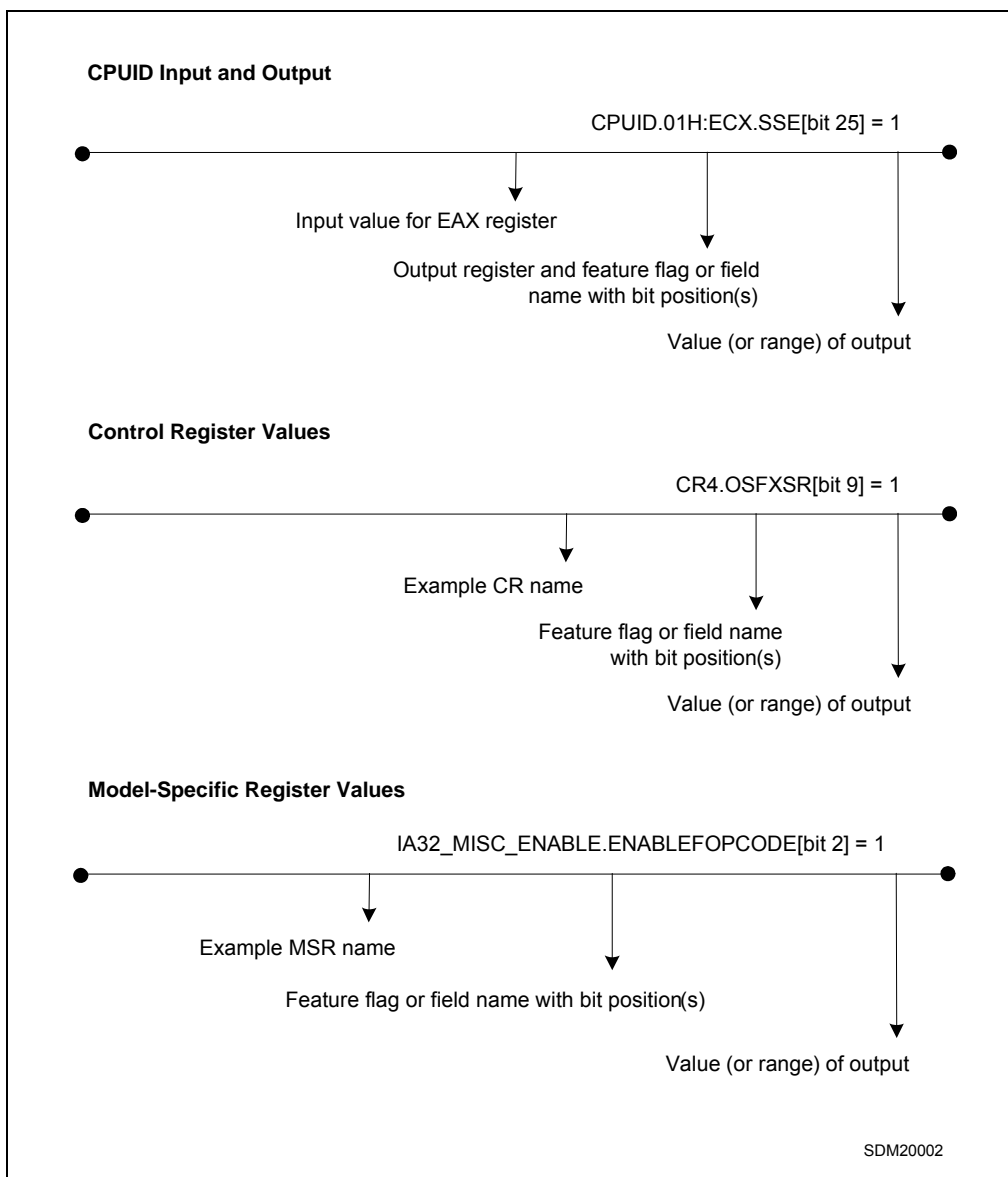 CPUID Input and Output
CPUID.01H:ECX.SSE[bit 25] = 1
Input value for EAX register
Output register and feature flag or field
name with bit position(s)
Value (or range) of output
Control Register Values
CR4.OSFXSR[bit 9] = 1
Example CR name
Feature flag or field name
with bit position(s)
Value (or range) of output
Model-Specific Register Values
IA32_MISC_ENABLE.ENABLEFOPCODE[bit 2] = 1
Example MSR name
Feature flag or field name with bit position(s)
Value (or range) of output
SDM20002